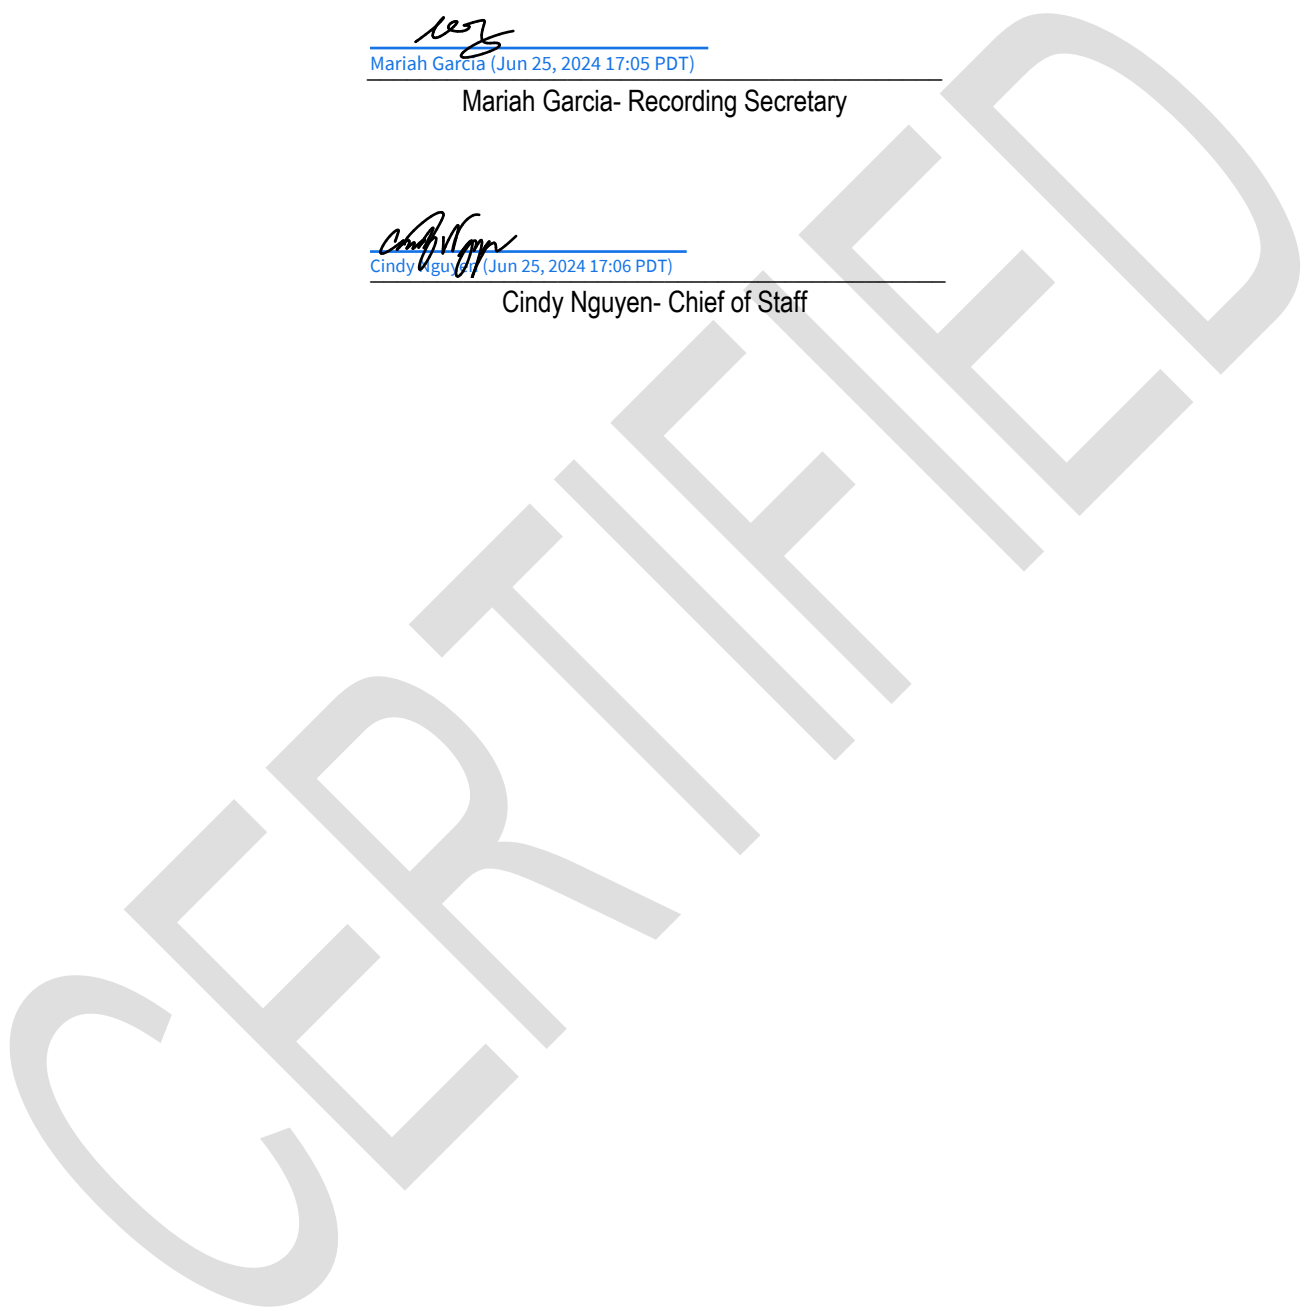 Mariah Garcia (Jun 25, 2024 17:05 PDT)
Mariah Garcia- Recording Secretary
Cindy Nguyen (Jun 25, 2024 17:06 PDT)
Cindy Nguyen- Chief of Staff
CERTIFIED